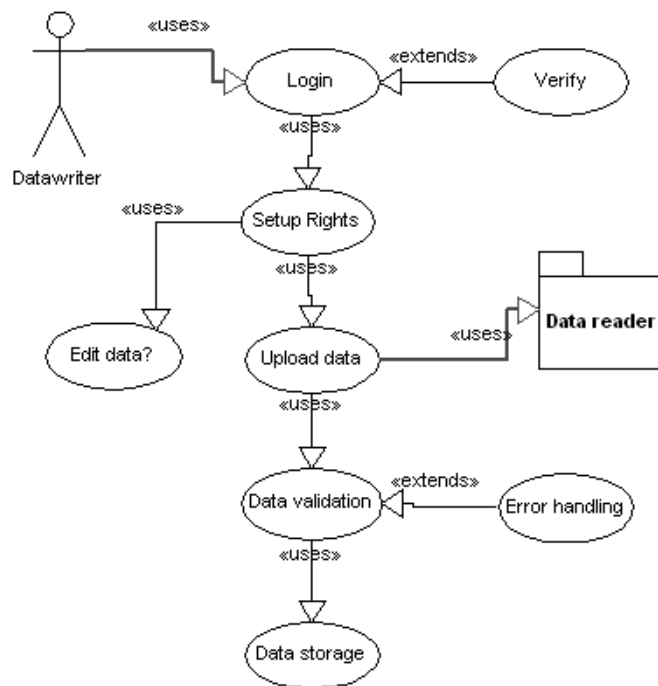 «uses»
«extends»
Login
Verify
«uses»
Datawriter
«uses»
Setup Rights
«uses»
Data reader
«uses»
Edit data?
Upload data
«uses»
«extends»
Data validation
Error handling
«uses»
Data storage